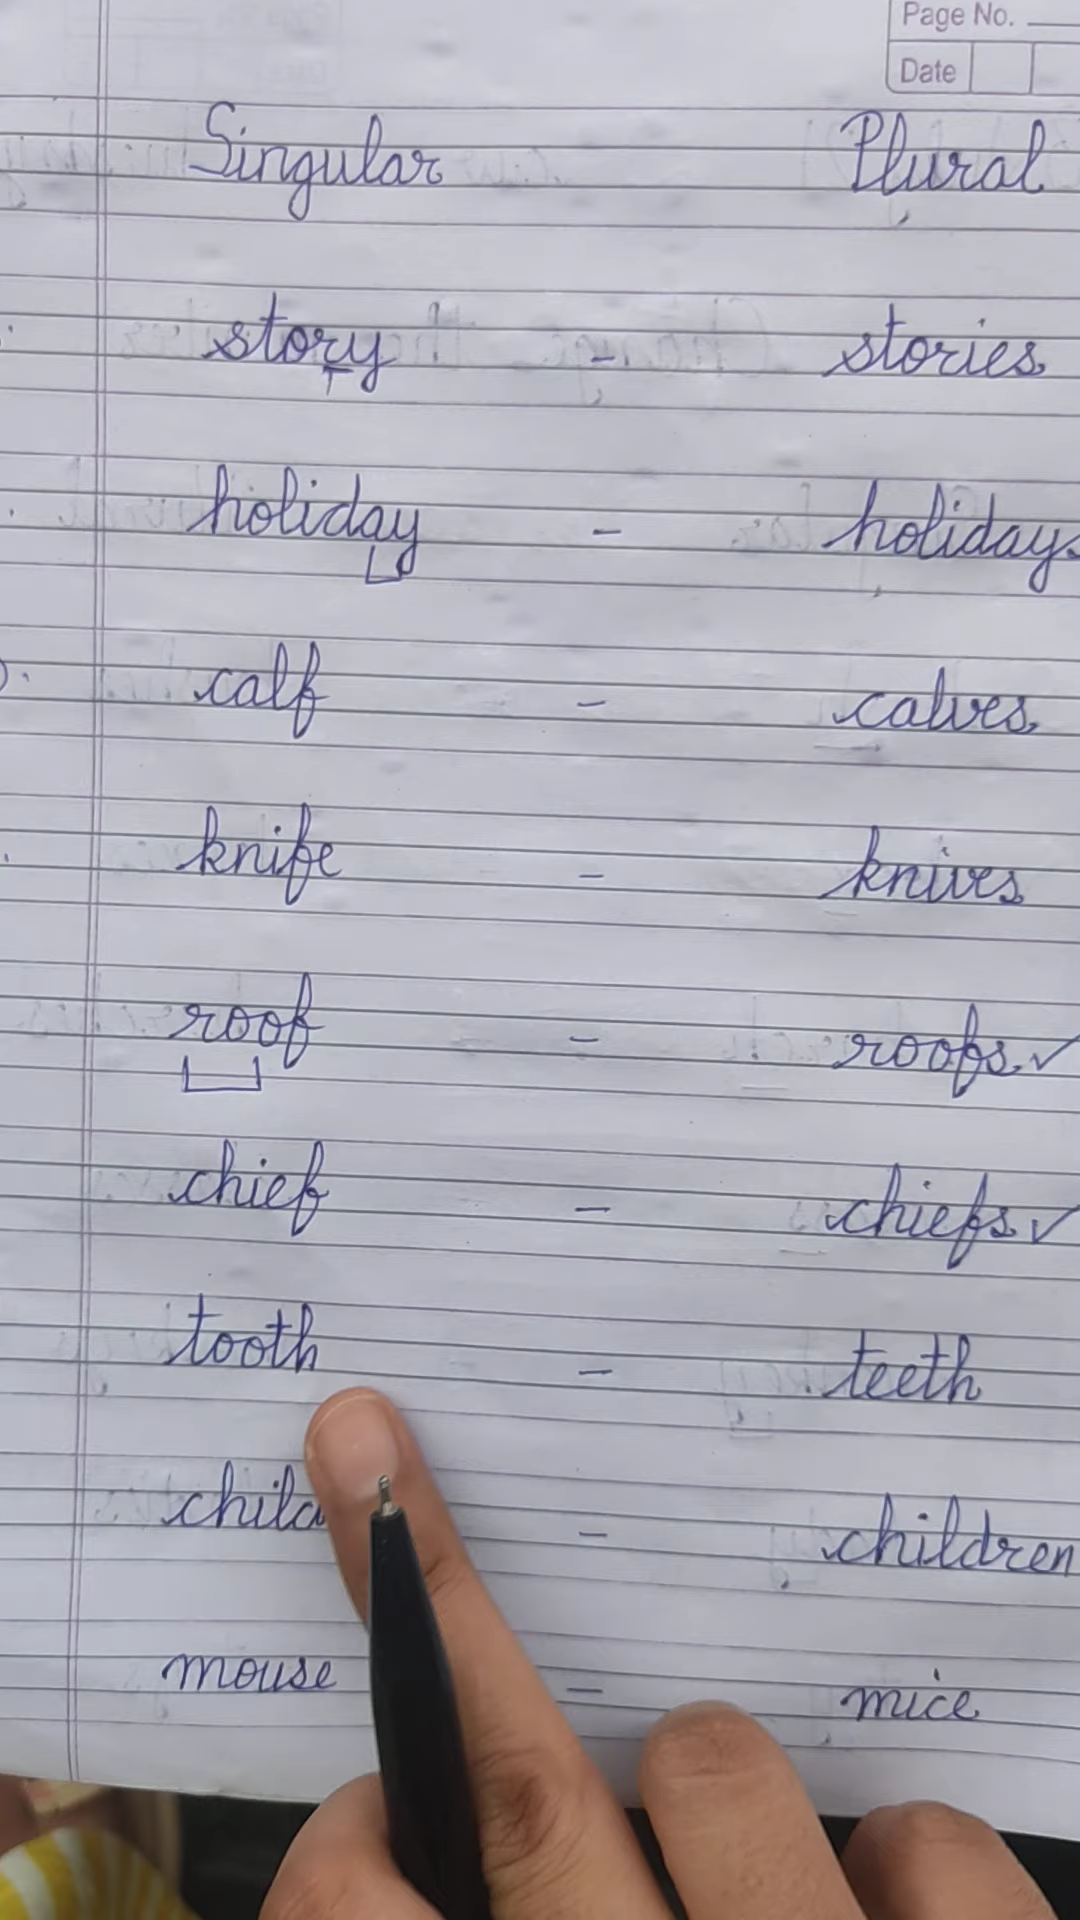 Page No.
Date
Singular Plural
story - stories
holiday - holidays
calf - calves
knife - knives
roof - roofs ✓
chief - chiefs ✓
tooth - teeth
child - children
mouse - mice